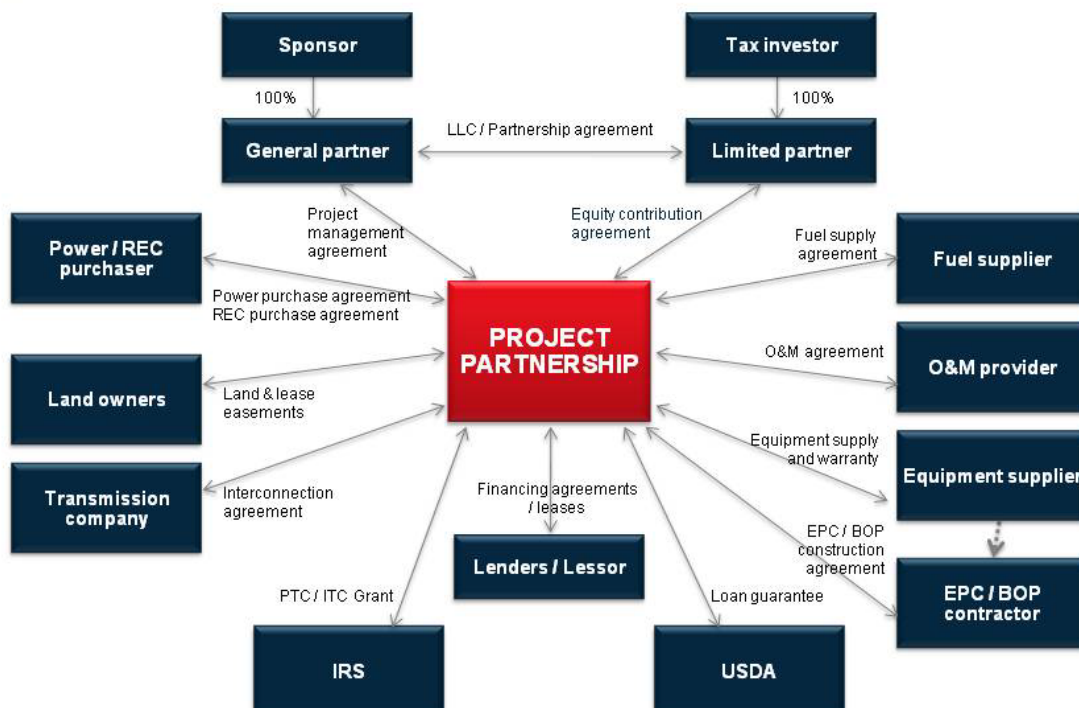 Sponsor
Tax investor
100%
100%
LLC / Partnership agreement
General partner
Limited partner
Project
management
agreement
Equity contribution
agreement
Power / REC
purchaser
Fuel supply
agreement
Fuel supplier
Power purchase agreement
REC purchase agreement
PROJECT
PARTNERSHIP
O&M agreement
O&M provider
Land owners
Land & lease
easements
Equipment supply
and warranty
Equipment supplier
Transmission
company
Interconnection
agreement
Financing agreements
/ leases
EPC / BOP
construction
agreement
Lenders / Lessor
PTC / ITC Grant
Loan guarantee
EPC / BOP
contractor
IRS
USDA